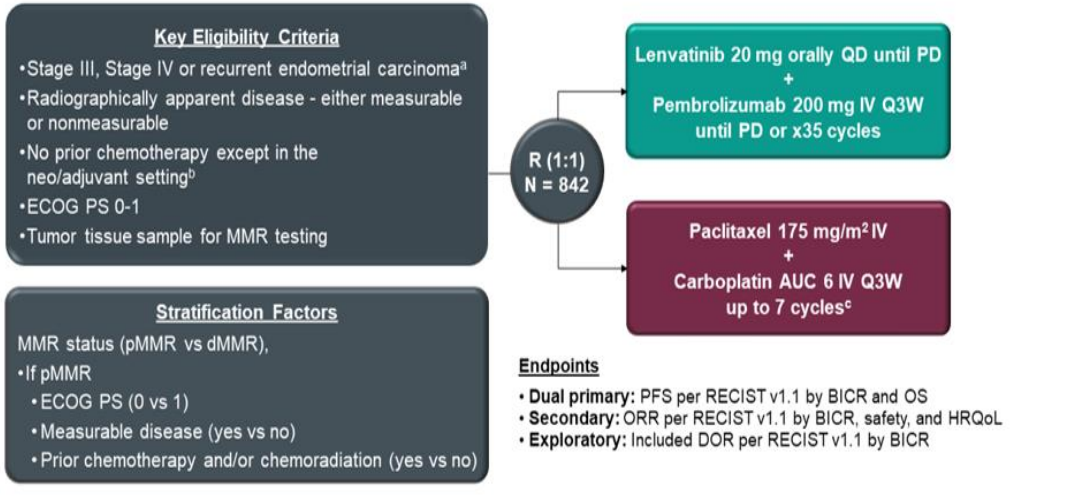 Key Eligibility Criteria
•Stage III, Stage IV or recurrent endometrial carcinomaᵃ
•Radiographically apparent disease - either measurable
or nonmeasurable
•No prior chemotherapy except in the
neo/adjuvant settingᵇ
•ECOG PS 0-1
•Tumor tissue sample for MMR testing
Stratification Factors
MMR status (pMMR vs dMMR),
•If pMMR
•ECOG PS (0 vs 1)
•Measurable disease (yes vs no)
•Prior chemotherapy and/or chemoradiation (yes vs no)
R (1:1)
N = 842
Lenvatinib 20 mg orally QD until PD
+
Pembrolizumab 200 mg IV Q3W
until PD or x35 cycles
Paclitaxel 175 mg/m² IV
+
Carboplatin AUC 6 IV Q3W
up to 7 cyclesᶜ
Endpoints
• Dual primary: PFS per RECIST v1.1 by BICR and OS
• Secondary: ORR per RECIST v1.1 by BICR, safety, and HRQoL
• Exploratory: Included DOR per RECIST v1.1 by BICR